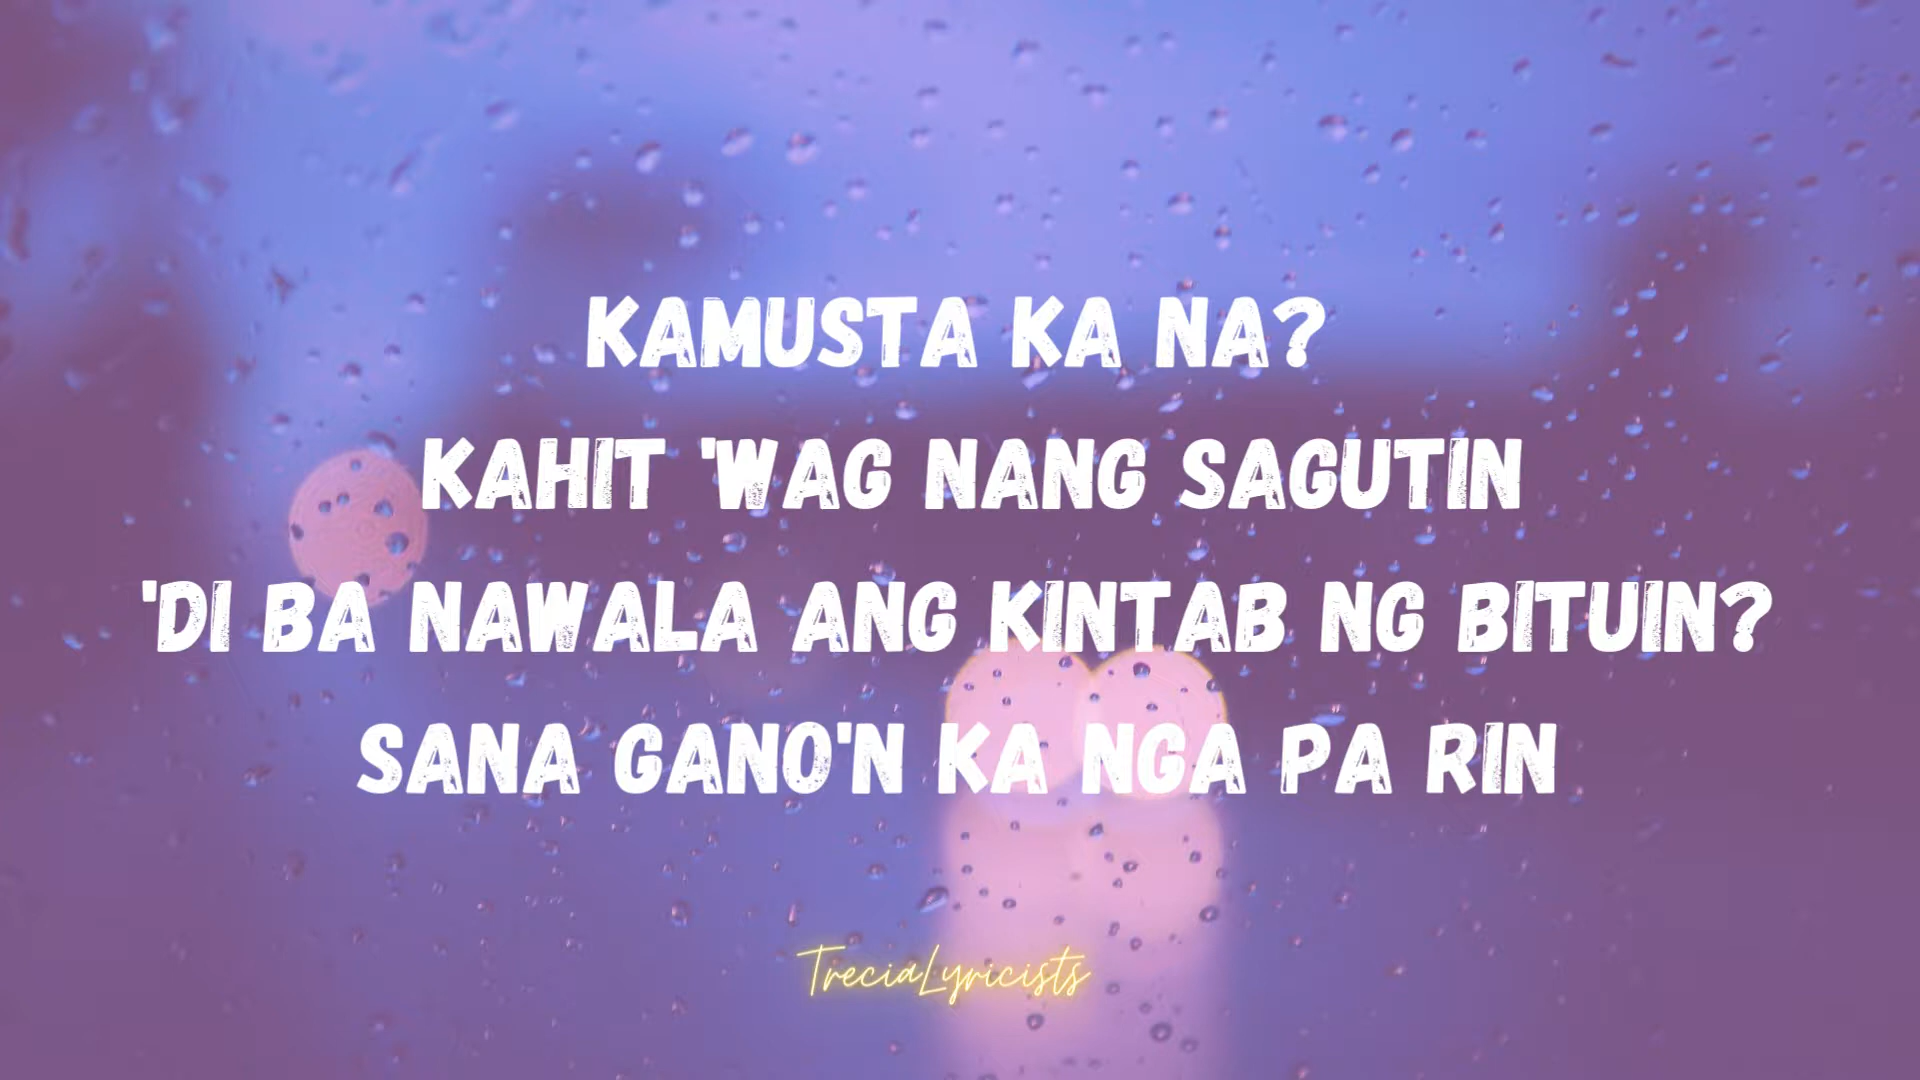 KAMUSTA KA NA?
KAHIT 'WAG NANG SAGUTIN
'DI BA NAWALA ANG KINTAB NG BITUIN?
SANA GANO'N KA NGA PA RIN
TreciaLyricists